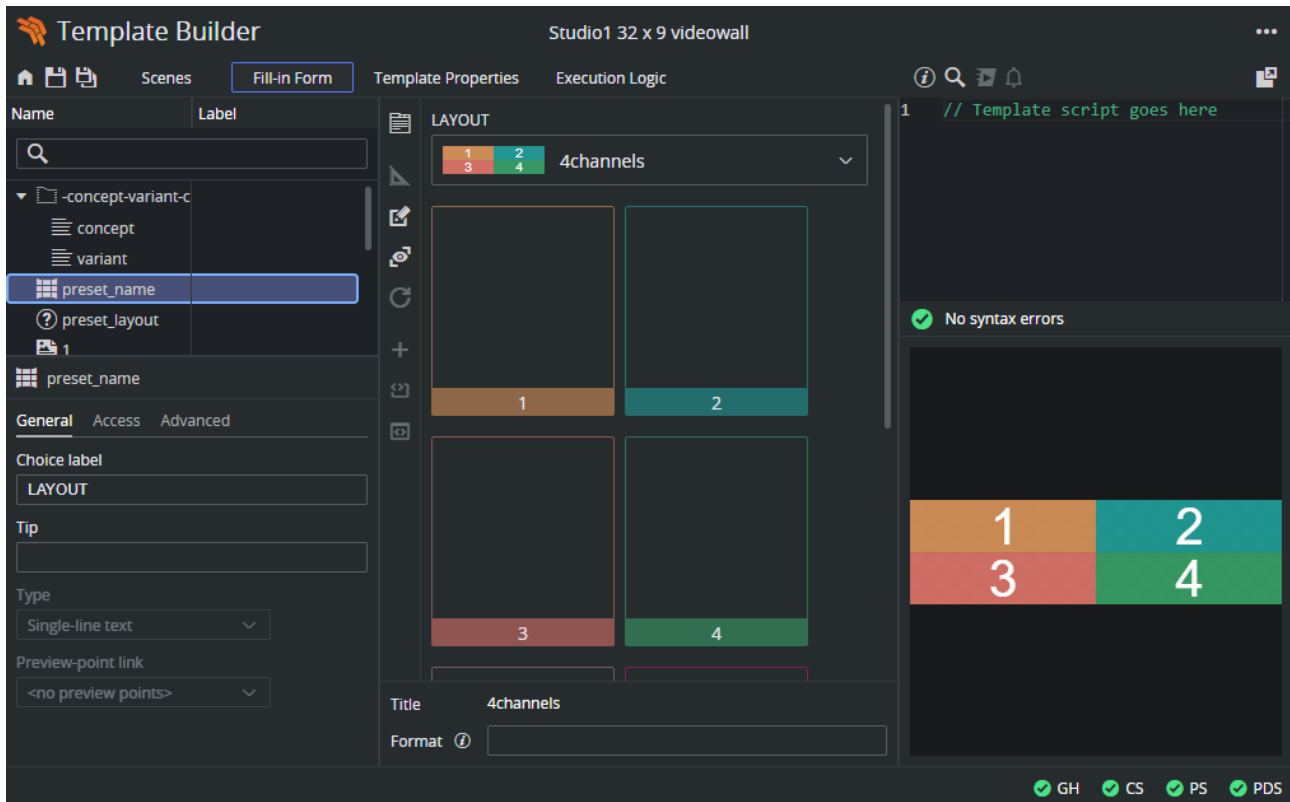 Template Builder
Studio1 32 x 9 videowall
Scenes
Fill-in Form
Template Properties
Execution Logic
Name
Label
-concept-variant-c
concept
variant
preset_name
preset_layout
1
preset_name
General
Access
Advanced
Choice label
LAYOUT
Tip
Type
Single-line text
Preview-point link
<no preview points>
LAYOUT
1 2
3 4
4channels
1
2
3
4
Title
4channels
Format
1 // Template script goes here
No syntax errors
1 2
3 4
GH
CS
PS
PDS